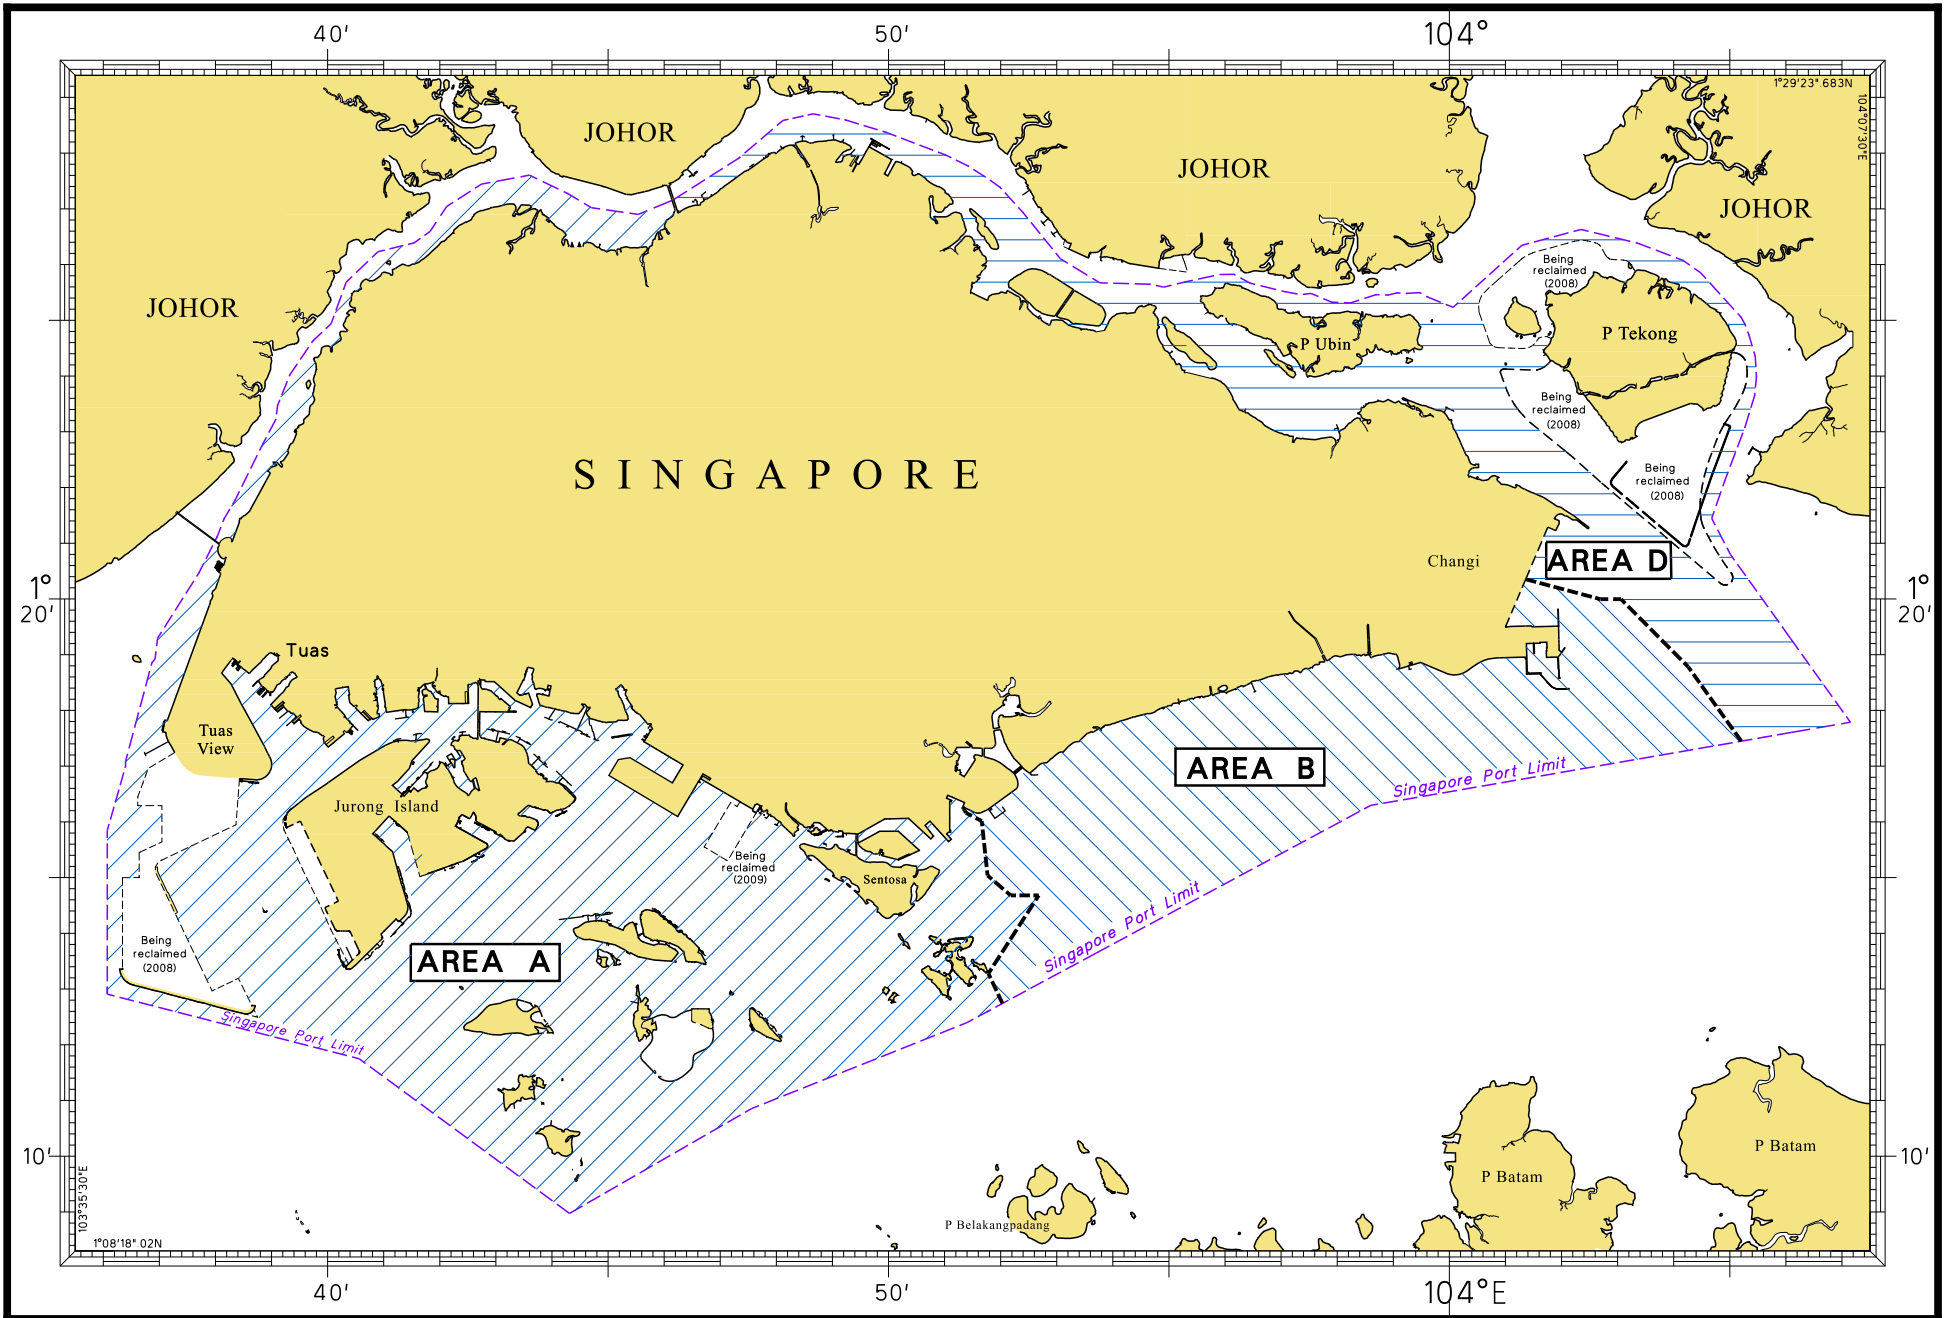 40'
50'
104°
1°29'23".683N
104°07'30"E
JOHOR
JOHOR
JOHOR
JOHOR
Being
reclaimed
(2008)
P Tekong
P Ubin
Being
reclaimed
(2008)
SINGAPORE
Being
reclaimed
(2008)
Changi
AREA D
1°
20'
1°
20'
Tuas
Tuas
View
AREA B
Singapore Port Limit
Jurong Island
Being
reclaimed
(2009)
Sentosa
Singapore Port Limit
Being
reclaimed
(2008)
AREA A
Singapore Port Limit
10'
10'
P Batam
P Batam
P Belakangpadang
103°35'30"E
1°08'18".02N
40'
50'
104°E